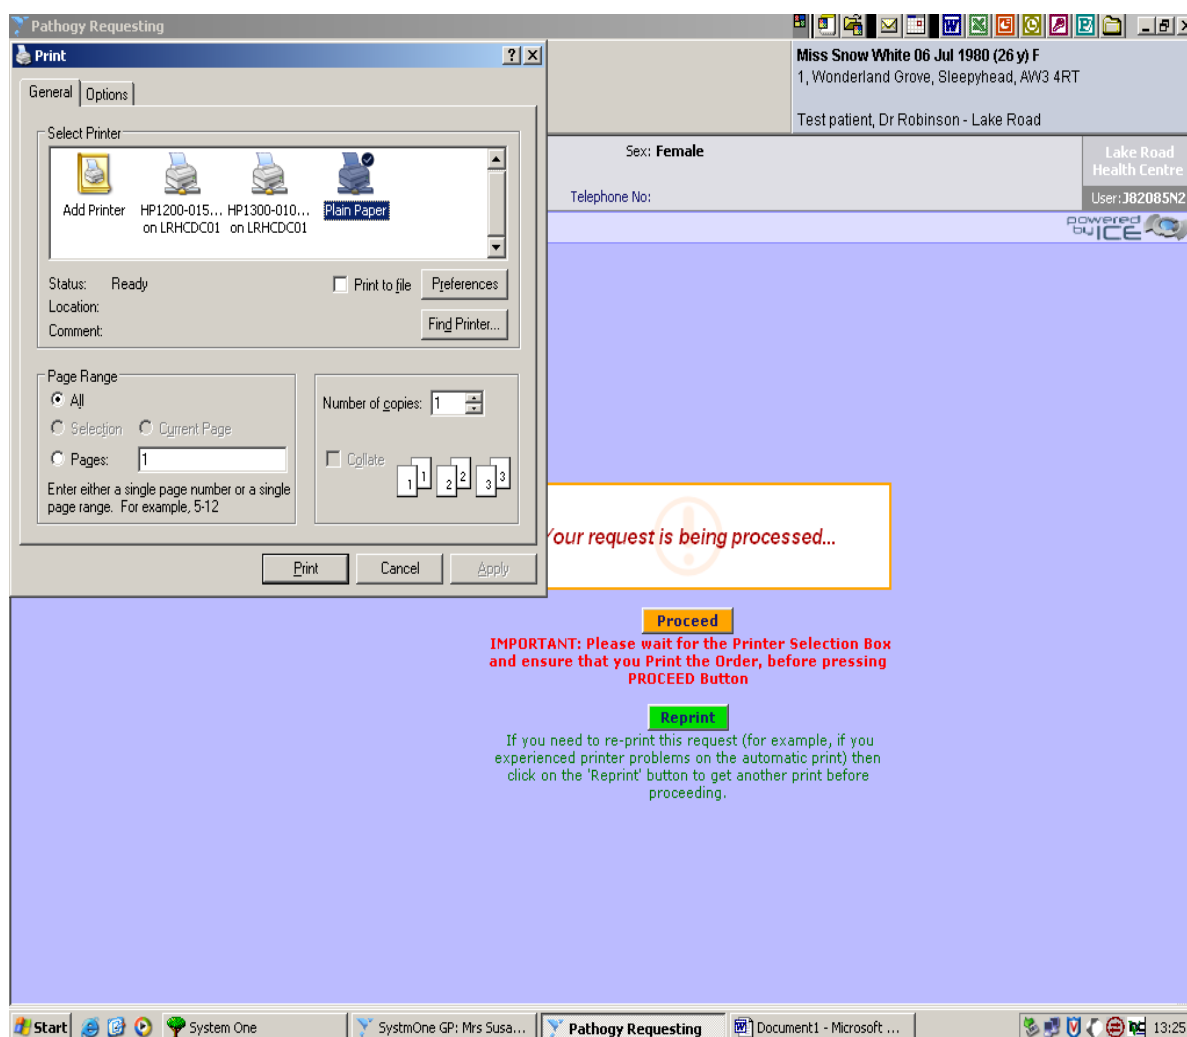 Pathogy Requesting
Print
General
Options
Select Printer
Add Printer
HP1200-015...
on LRHCDC01
HP1300-010...
on LRHCDC01
Plain Paper
Status: Ready
Location:
Comment:
Print to file
Preferences
Find Printer...
Page Range
All
Selection
Current Page
Pages: 1
Enter either a single page number or a single
page range. For example, 5-12
Number of copies: 1
Collate
1 1 2 2 3 3
Print
Cancel
Apply
Miss Snow White 06 Jul 1980 (26 y) F
1, Wonderland Grove, Sleepyhead, AW3 4RT
Test patient, Dr Robinson - Lake Road
Sex: Female
Telephone No:
Lake Road
Health Centre
User: J82085N2
powered
by ICE
Your request is being processed...
Proceed
IMPORTANT: Please wait for the Printer Selection Box
and ensure that you Print the Order, before pressing
PROCEED Button
Reprint
If you need to re-print this request (for example, if you
experienced printer problems on the automatic print) then
click on the 'Reprint' button to get another print before
proceeding.
Start
System One
SystmOne GP: Mrs Susa...
Pathogy Requesting
Document1 - Microsoft ...
13:25